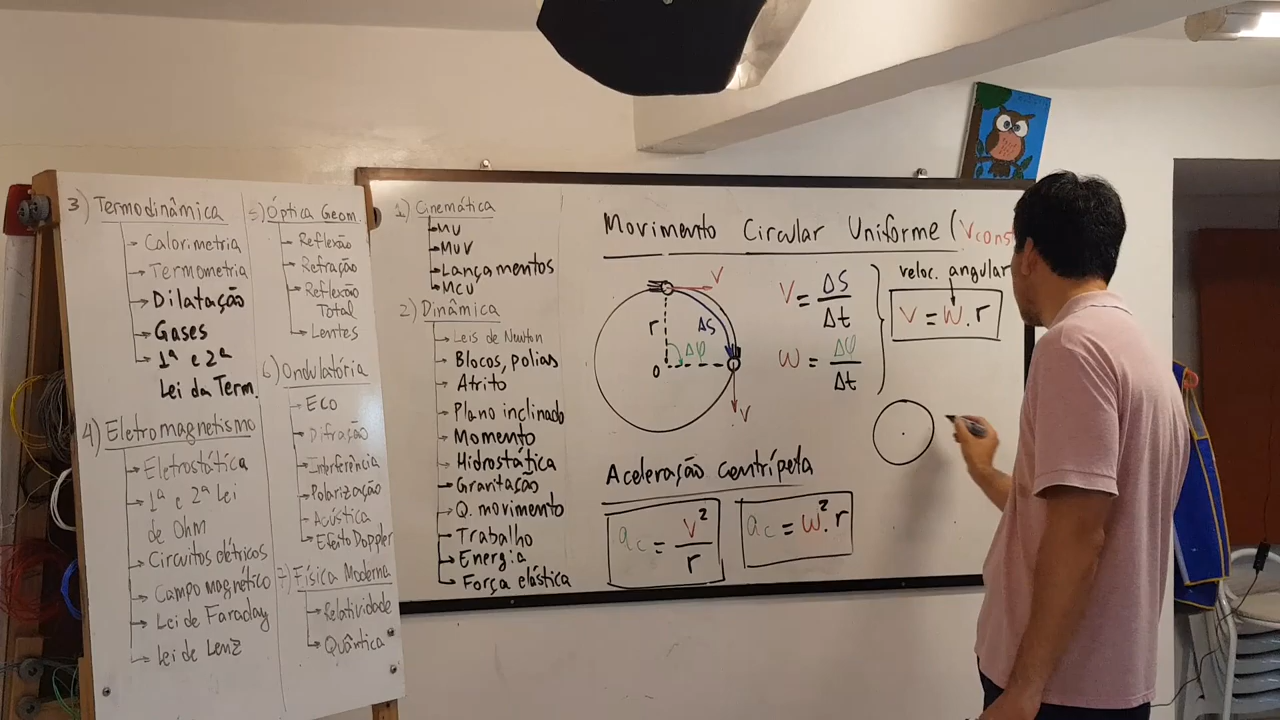 3) Termodinâmica
Calorimetria
Termometria
Dilatação
Gases
1ª e 2ª
Lei da Term.
4) Eletromagnetismo
Eletrostática
1ª e 2ª Lei
de Ohm
Circuitos elétricos
Campo magnético
Lei de Faraday
Lei de Lenz
5) Óptica Geom.
Reflexão
Refração
Reflexão
Total
Lentes
6) Ondulatória
Eco
Difração
Interferência
Polarização
Acústica
Efeito Doppler
7) Física Moderna
Relatividade
Quântica
1) Cinemática
MU
MUV
Lançamentos
MCU
2) Dinâmica
Leis de Newton
Blocos, polias
Atrito
Plano inclinado
Momento
Hidrostática
Gravitação
Q. movimento
Trabalho
Energia
Força elástica
Movimento Circular Uniforme (Vconst
V
r
ΔS
Δφ
o
V
V = ΔS/Δt
W = Δφ/Δt
veloc. angular
V = W . r
Aceleração centrípeta
ac = V²/r
ac = W².r